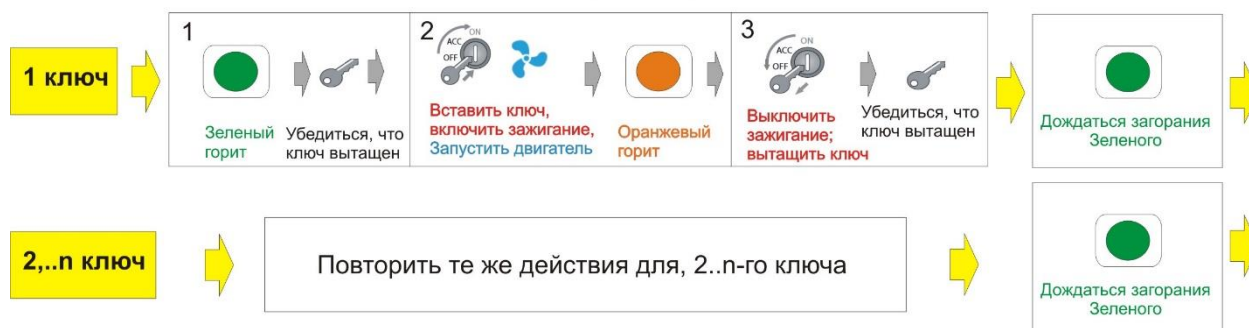 1 ключ
1
Зеленый
горит
Убедиться, что
ключ вытащен
2
ON
ACC
OFF
Вставить ключ,
включить зажигание,
Запустить двигатель
Оранжевый
горит
3
ON
ACC
OFF
Выключить
зажигание;
вытащить ключ
Убедиться, что
ключ вытащен
Дождаться загорания
Зеленого
2,..n ключ
Повторить те же действия для, 2..n-го ключа
Дождаться загорания
Зеленого